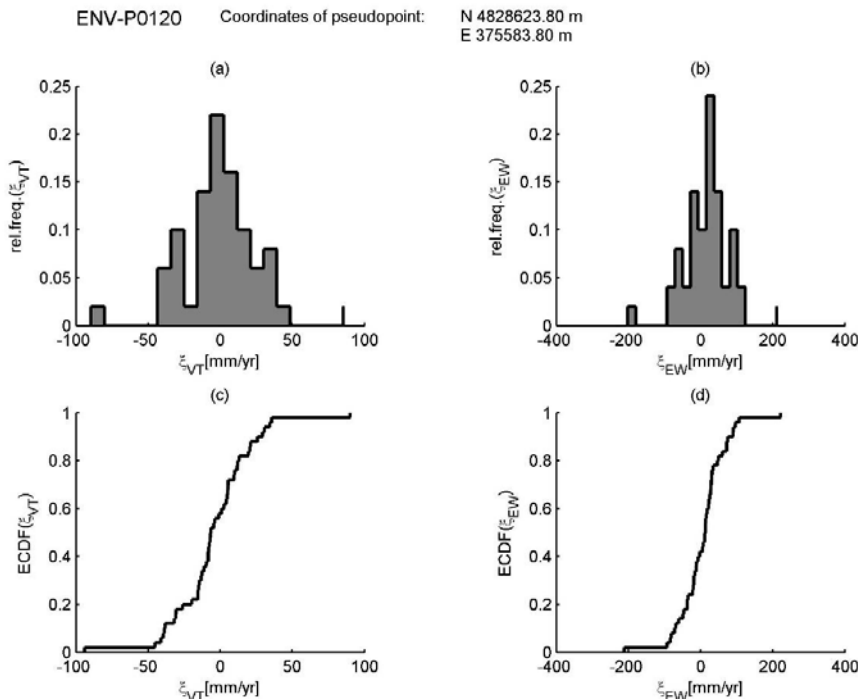 ENV-P0120 Coordinates of pseudopoint: N 4828623.80 m
E 375583.80 m
(a)
0.25
0.2
0.15
0.1
0.05
0
rel.freq.(ξVT)
-100 -50 0 50 100
ξVT[mm/yr]
(b)
0.25
0.2
0.15
0.1
0.05
0
rel.freq.(ξEW)
-400 -200 0 200 400
ξEW[mm/yr]
(c)
1
0.8
0.6
0.4
0.2
0
ECDF(ξVT)
-100 -50 0 50 100
ξVT[mm/yr]
(d)
1
0.8
0.6
0.4
0.2
0
ECDF(ξEW)
-400 -200 0 200 400
ξEW[mm/yr]